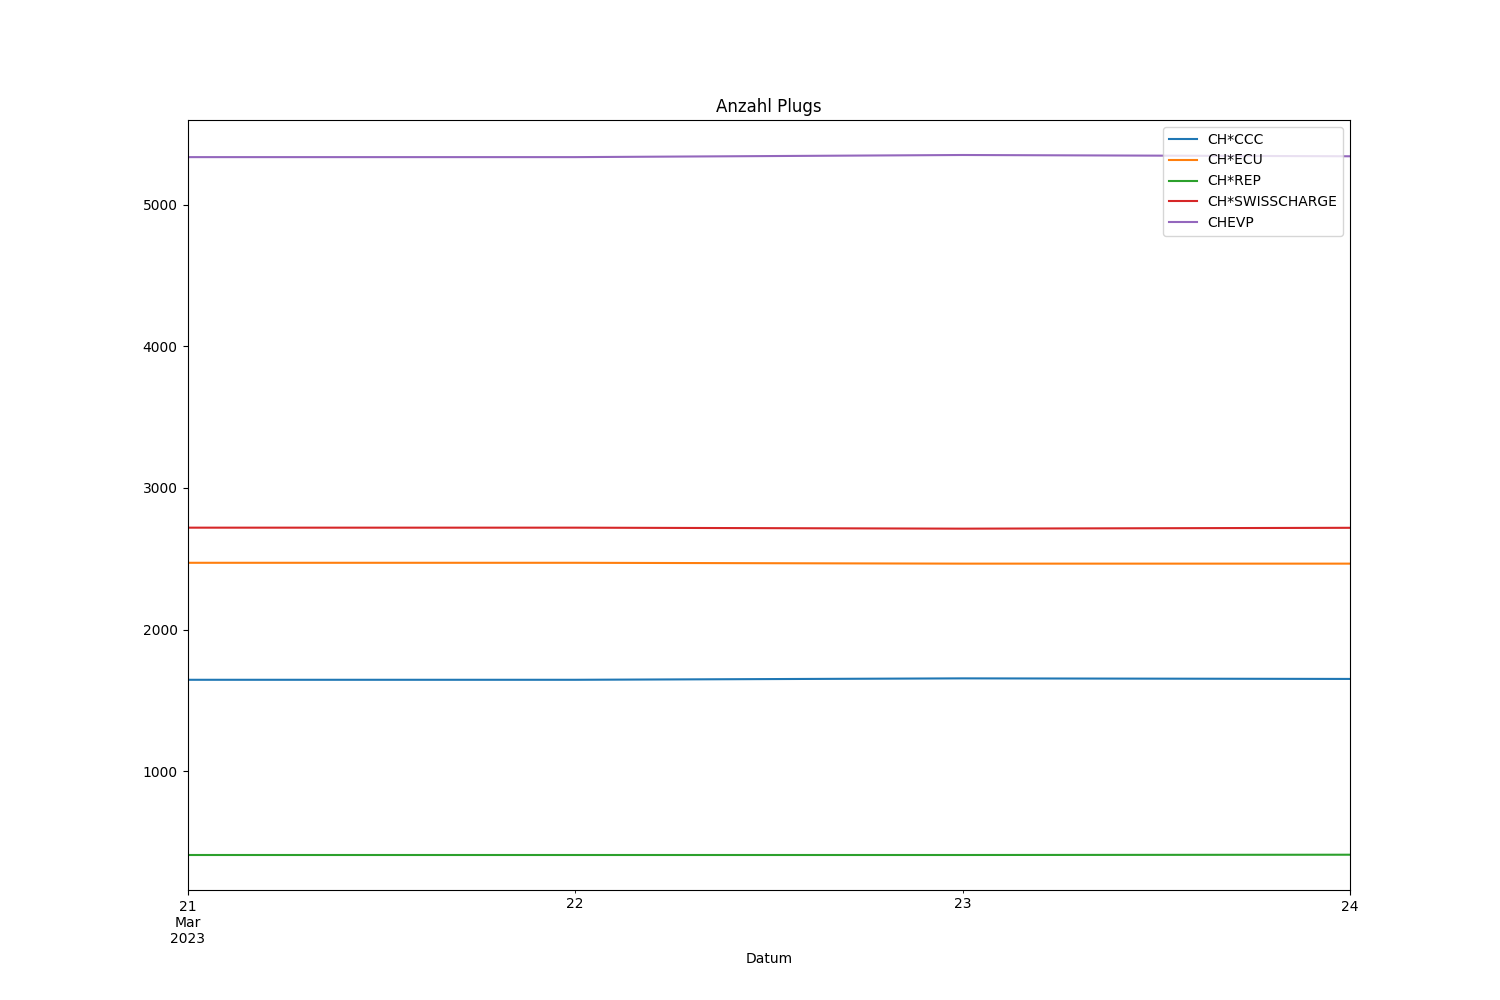 Anzahl Plugs
CH*CCC
CH*ECU
CH*REP
CH*SWISSCHARGE
CHEVP
5000
4000
3000
2000
1000
21
Mar
2023
22
23
24
Datum